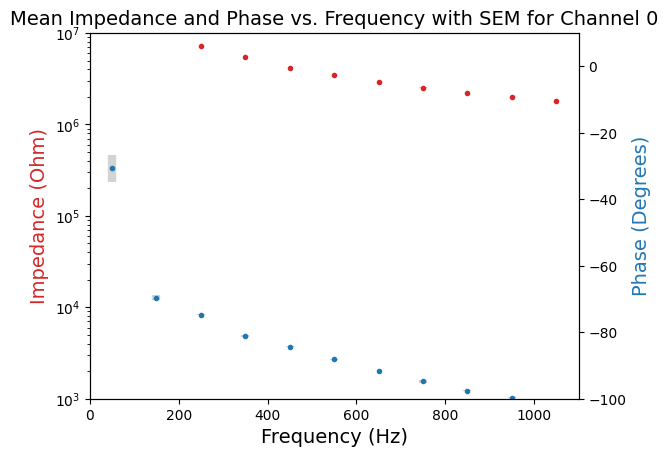 Mean Impedance and Phase vs. Frequency with SEM for Channel 0
Impedance (Ohm)
10^7
10^6
10^5
10^4
10^3
0 200 400 600 800 1000
Frequency (Hz)
0
−20
−40
−60
−80
−100
Phase (Degrees)